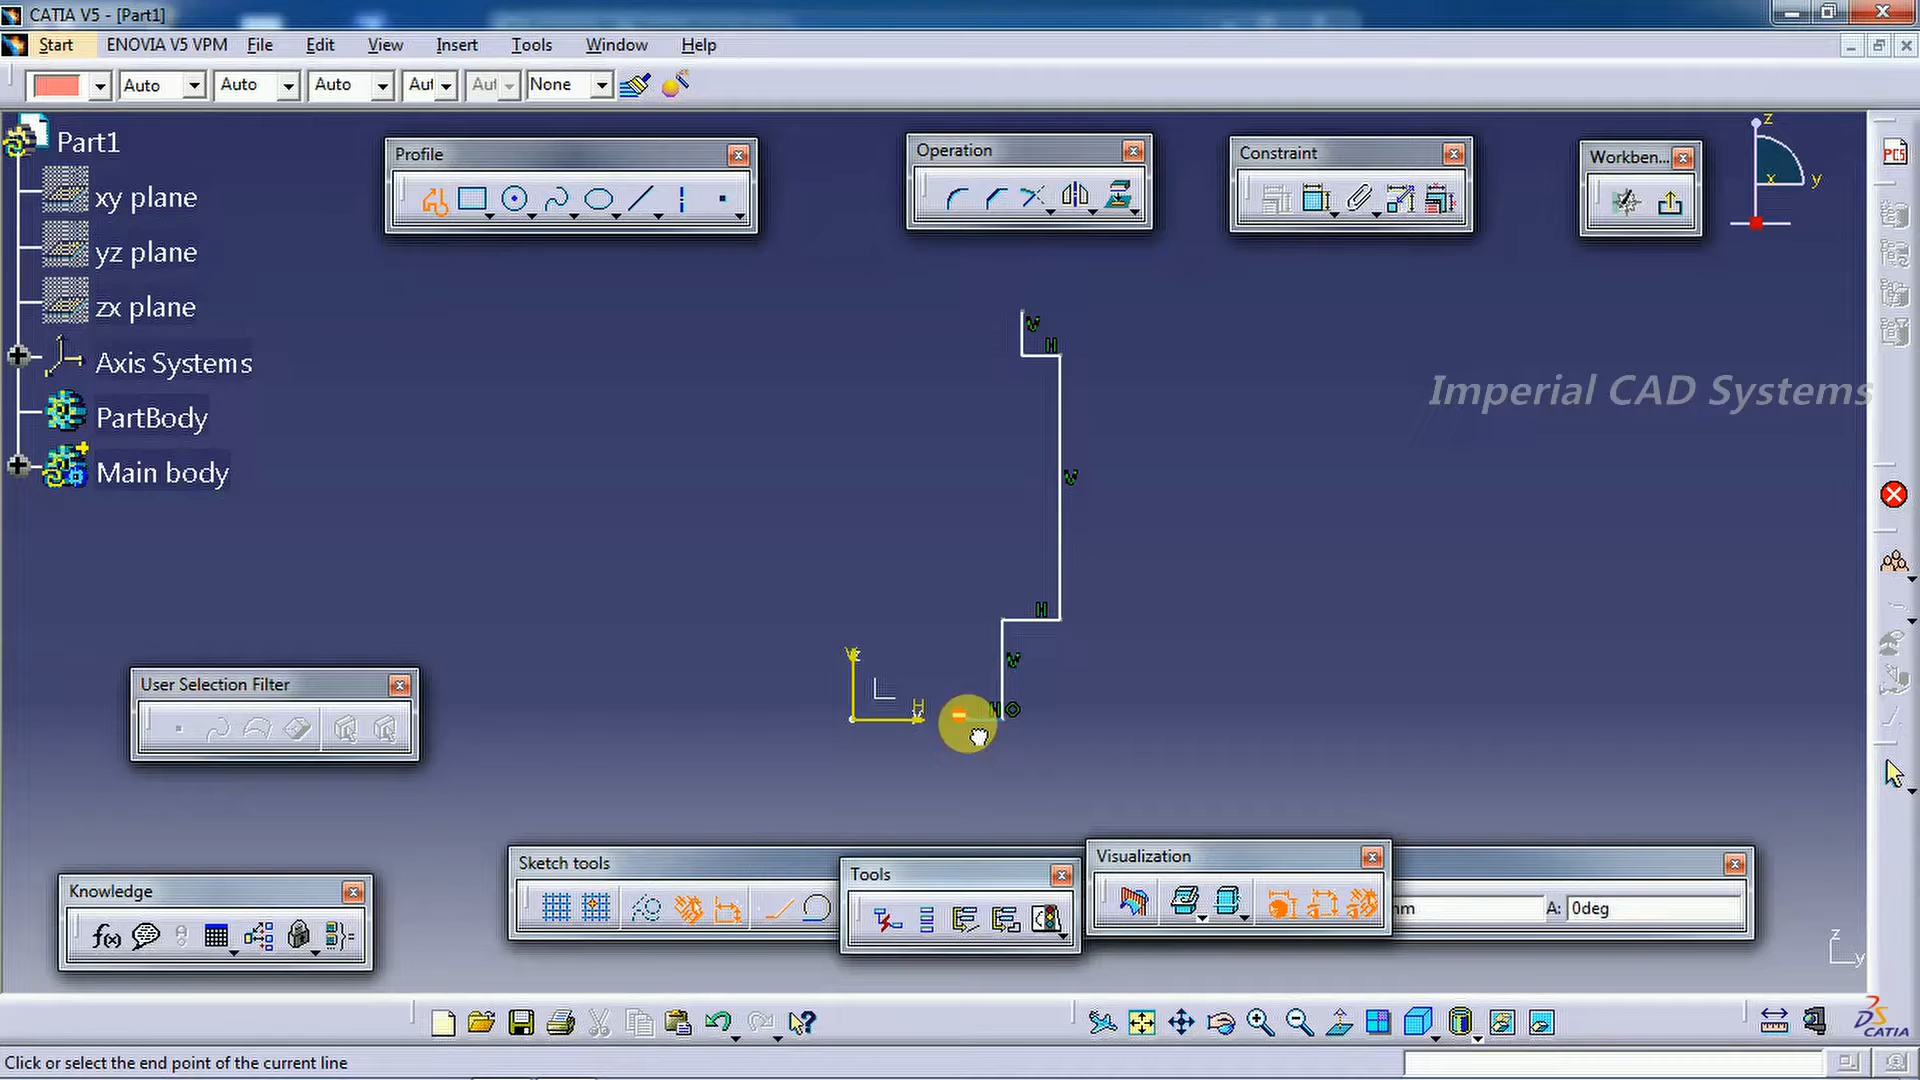 CATIA V5 - [Part1]
Start ENOVIA V5 VPM File Edit View Insert Tools Window Help
Auto Auto Auto Aut Aut None
Part1
xy plane
yz plane
zx plane
Axis Systems
PartBody
Main body
Profile
Operation
Constraint
Workben...
z
x
y
PCS
Imperial CAD Systems
V
H
V
H
V
H
H
User Selection Filter
Sketch tools
Tools
Visualization
A: 0deg
Knowledge
f(x)
z
y
CATIA
Click or select the end point of the current line